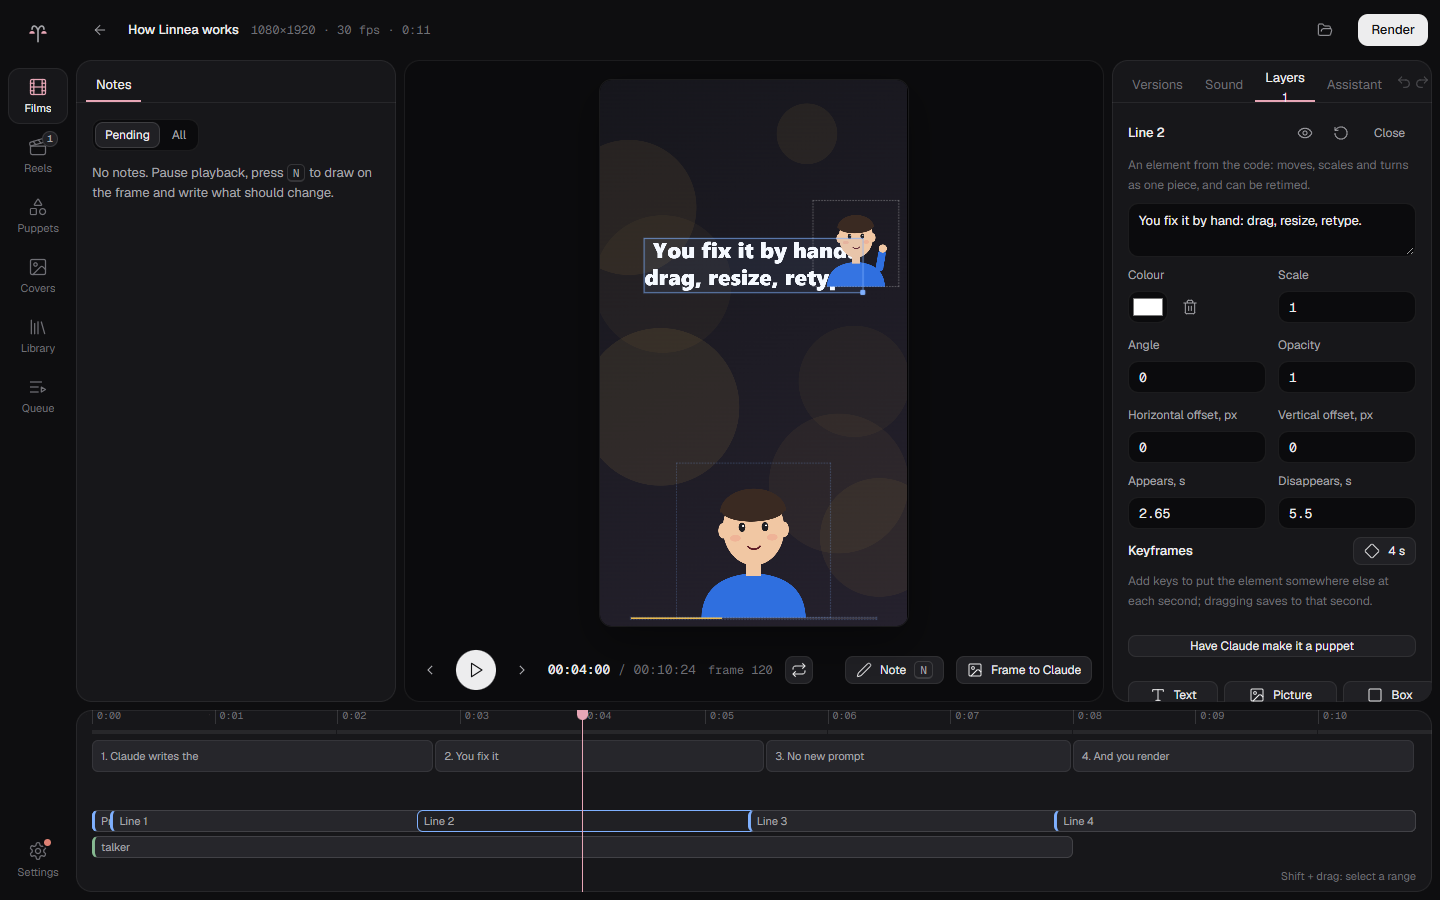 How Linnea works 1080×1920 · 30 fps · 0:11
Render
Films
Reels 1
Puppets
Covers
Library
Queue
Settings
Notes
Pending All
No notes. Pause playback, press N to draw on
the frame and write what should change.
You fix it by hand:
drag, resize, rety
00:04:00 / 00:10:24 frame 120
Note N
Frame to Claude
Versions Sound Layers 1 Assistant
Line 2
Close
An element from the code: moves, scales and turns
as one piece, and can be retimed.
You fix it by hand: drag, resize, retype.
Colour Scale
1
Angle Opacity
0 1
Horizontal offset, px Vertical offset, px
0 0
Appears, s Disappears, s
2.65 5.5
Keyframes 4 s
Add keys to put the element somewhere else at
each second; dragging saves to that second.
Have Claude make it a puppet
Text Picture Box
0:00 0:01 0:02 0:03 0:04 0:05 0:06 0:07 0:08 0:09 0:10
1. Claude writes the 2. You fix it 3. No new prompt 4. And you render
Line 1 Line 2 Line 3 Line 4
talker
Shift + drag: select a range